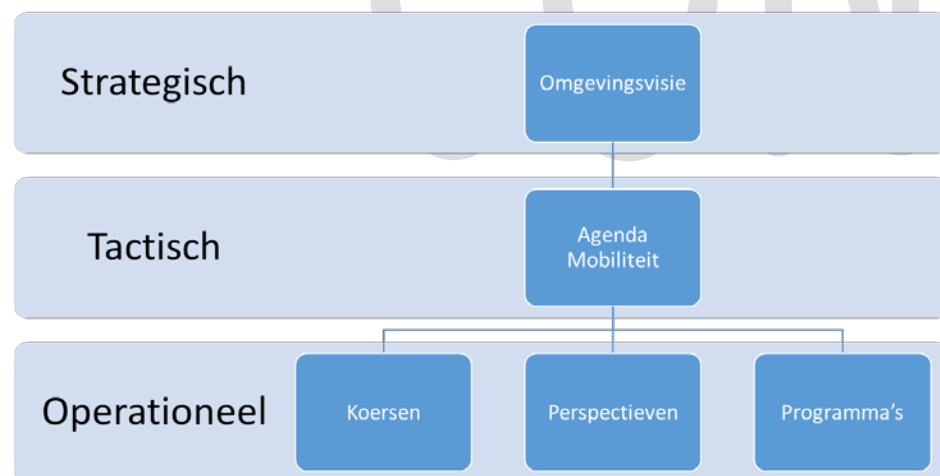 Strategisch
Omgevingsvisie
Tactisch
Agenda
Mobiliteit
Operationeel
Koersen
Perspectieven
Programma's